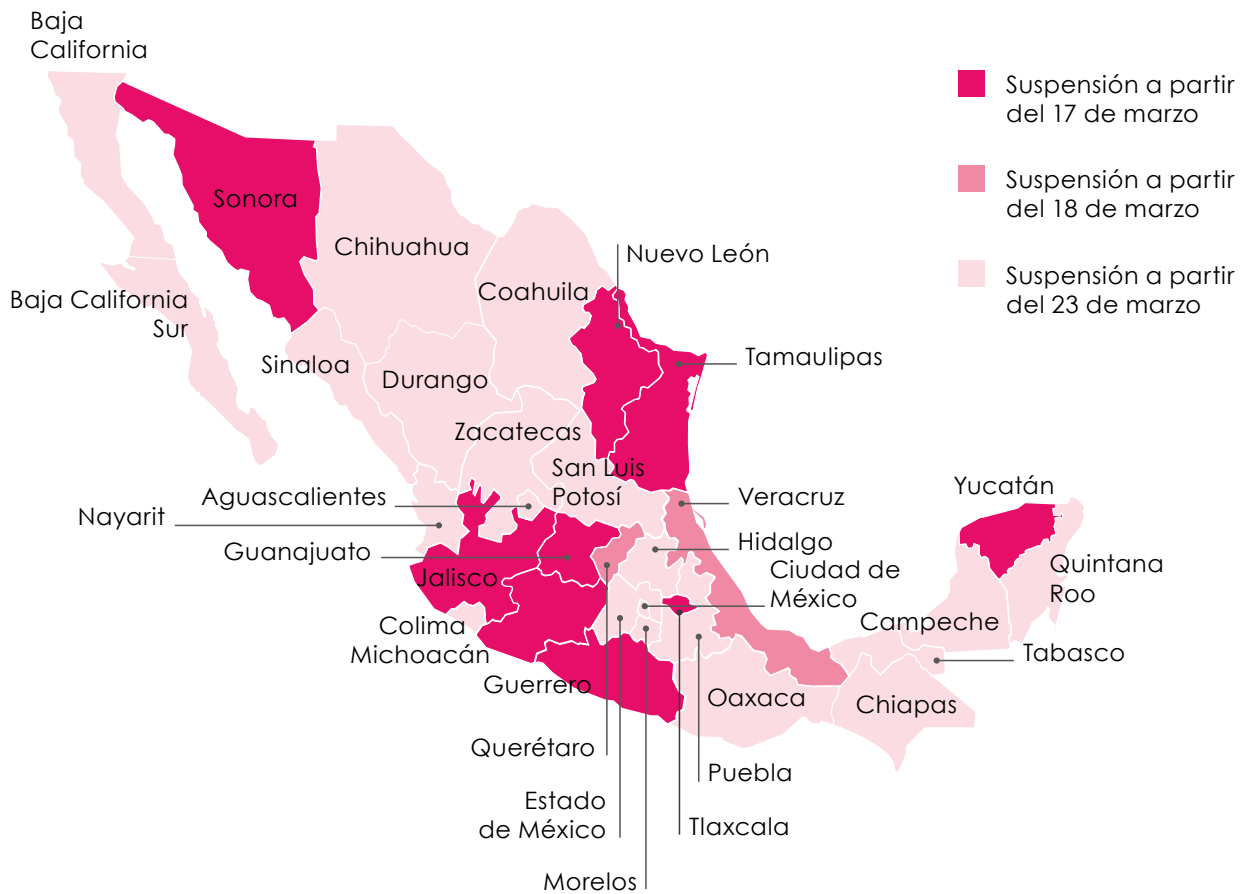 Baja
California
Suspensión a partir
del 17 de marzo
Suspensión a partir
del 18 de marzo
Suspensión a partir
del 23 de marzo
Sonora
Chihuahua
Nuevo León
Coahuila
Baja California
Sur
Tamaulipas
Sinaloa
Durango
Zacatecas
San Luis
Potosí
Aguascalientes
Veracruz
Yucatán
Nayarit
Guanajuato
Hidalgo
Ciudad de
México
Quintana
Roo
Jalisco
Colima
Campeche
Michoacán
Tabasco
Guerrero
Oaxaca
Chiapas
Querétaro
Puebla
Estado
de México
Tlaxcala
Morelos